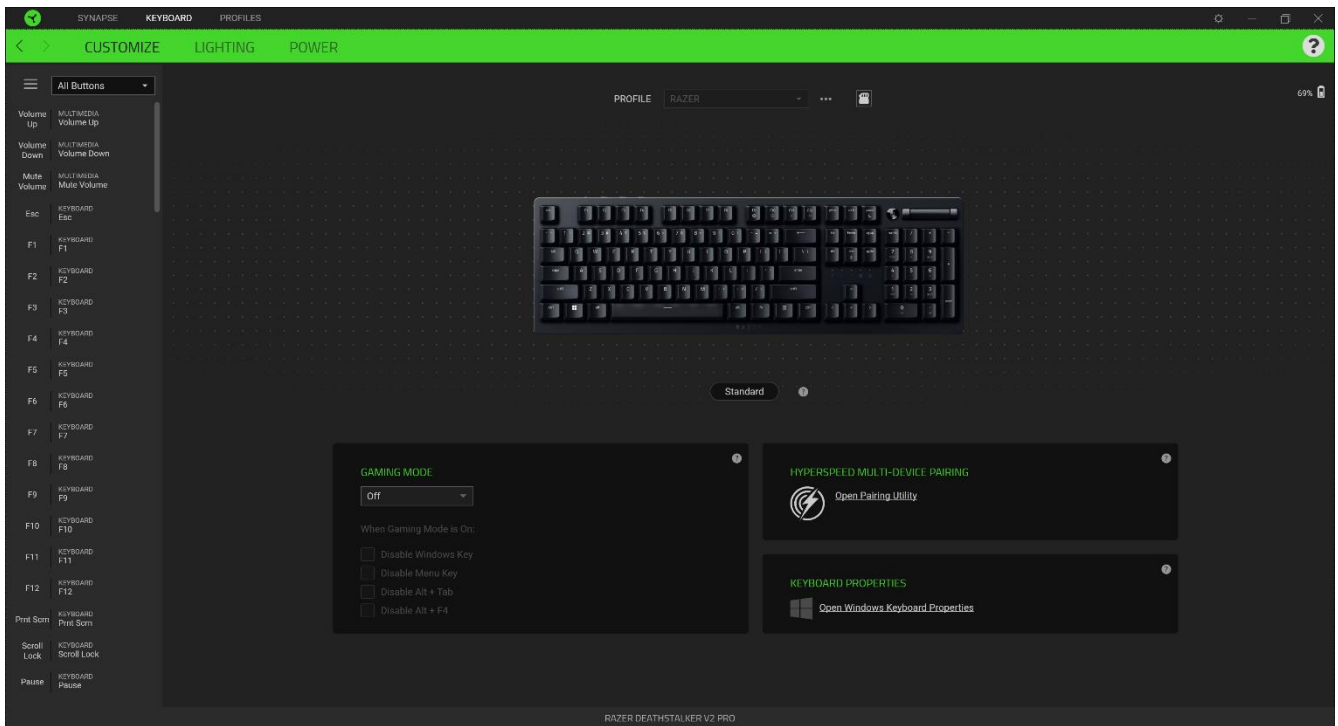 SYNAPSE KEYBOARD PROFILES
CUSTOMIZE LIGHTING POWER
?
All Buttons
PROFILE RAZER
69%
Volume Up
MULTIMEDIA
Volume Up
Volume Down
MULTIMEDIA
Volume Down
Mute Volume
MULTIMEDIA
Mute Volume
Esc
KEYBOARD
Esc
F1
KEYBOARD
F1
F2
KEYBOARD
F2
F3
KEYBOARD
F3
F4
KEYBOARD
F4
F5
KEYBOARD
F5
F6
KEYBOARD
F6
F7
KEYBOARD
F7
F8
KEYBOARD
F8
F9
KEYBOARD
F9
F10
KEYBOARD
F10
F11
KEYBOARD
F11
F12
KEYBOARD
F12
Prnt Scrn
KEYBOARD
Prnt Scrn
Scroll Lock
KEYBOARD
Scroll Lock
Pause
KEYBOARD
Pause
Standard ?
GAMING MODE ?
Off
When Gaming Mode is On:
Disable Windows Key
Disable Menu Key
Disable Alt + Tab
Disable Alt + F4
HYPERSPEED MULTI-DEVICE PAIRING ?
Open Pairing Utility
KEYBOARD PROPERTIES ?
Open Windows Keyboard Properties
RAZER DEATHSTALKER V2 PRO